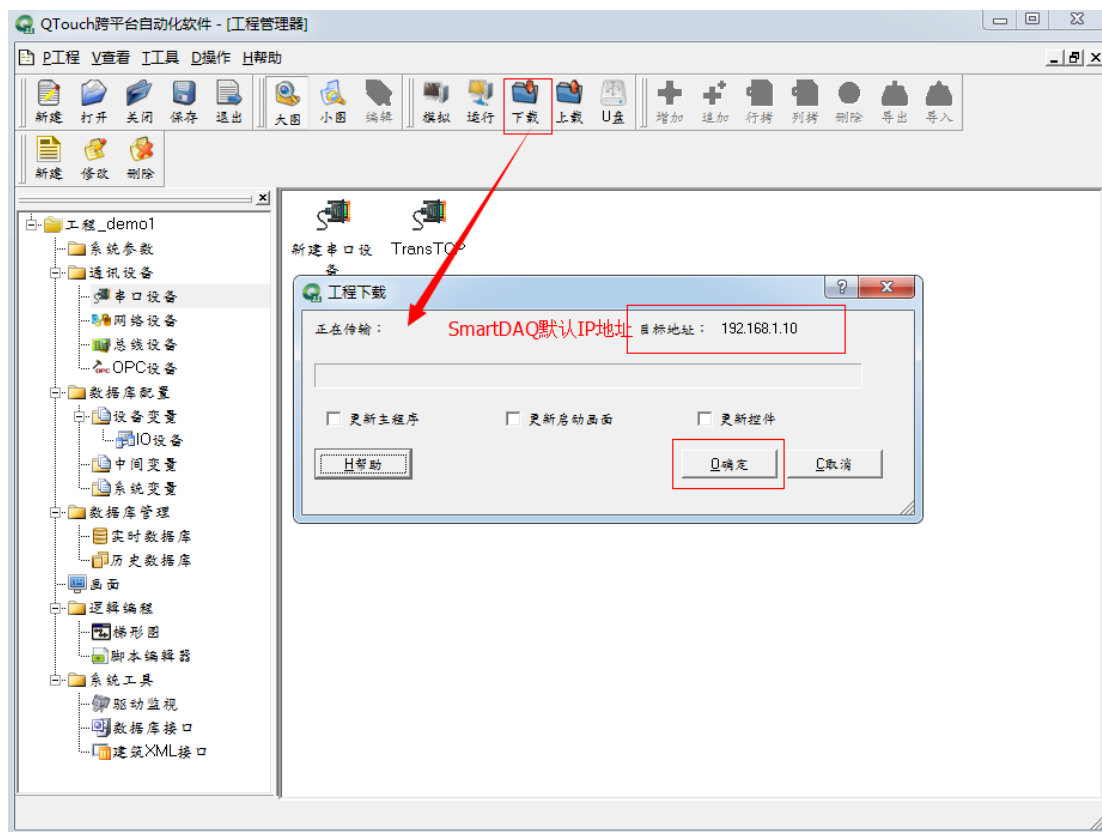 QTouch跨平台自动化软件 - [工程管理器]
P工程 V查看 T工具 D操作 H帮助
新建 打开 关闭 保存 退出 大图 小图 编辑 模拟 运行 下载 上载 U盘 增加 追加 行拷 列拷 删除 导出 导入
新建 修改 删除
工程_demo1
系统参数
通讯设备
串口设备
网络设备
总线设备
OPC设备
数据库配置
设备变量
IO设备
中间变量
系统变量
数据库管理
实时数据库
历史数据库
画面
逻辑编程
梯形图
脚本编辑器
系统工具
驱动监视
数据库接口
建筑XML接口
新建串口设备 TransTCP
工程下载
正在传输: SmartDAQ默认IP地址 目标地址: 192.168.1.10
更新主程序 更新启动画面 更新控件
H帮助 O确定 C取消